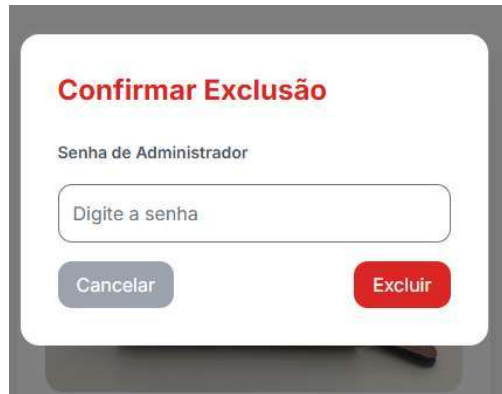 Confirmar Exclusão
Senha de Administrador
Digite a senha
Cancelar
Excluir